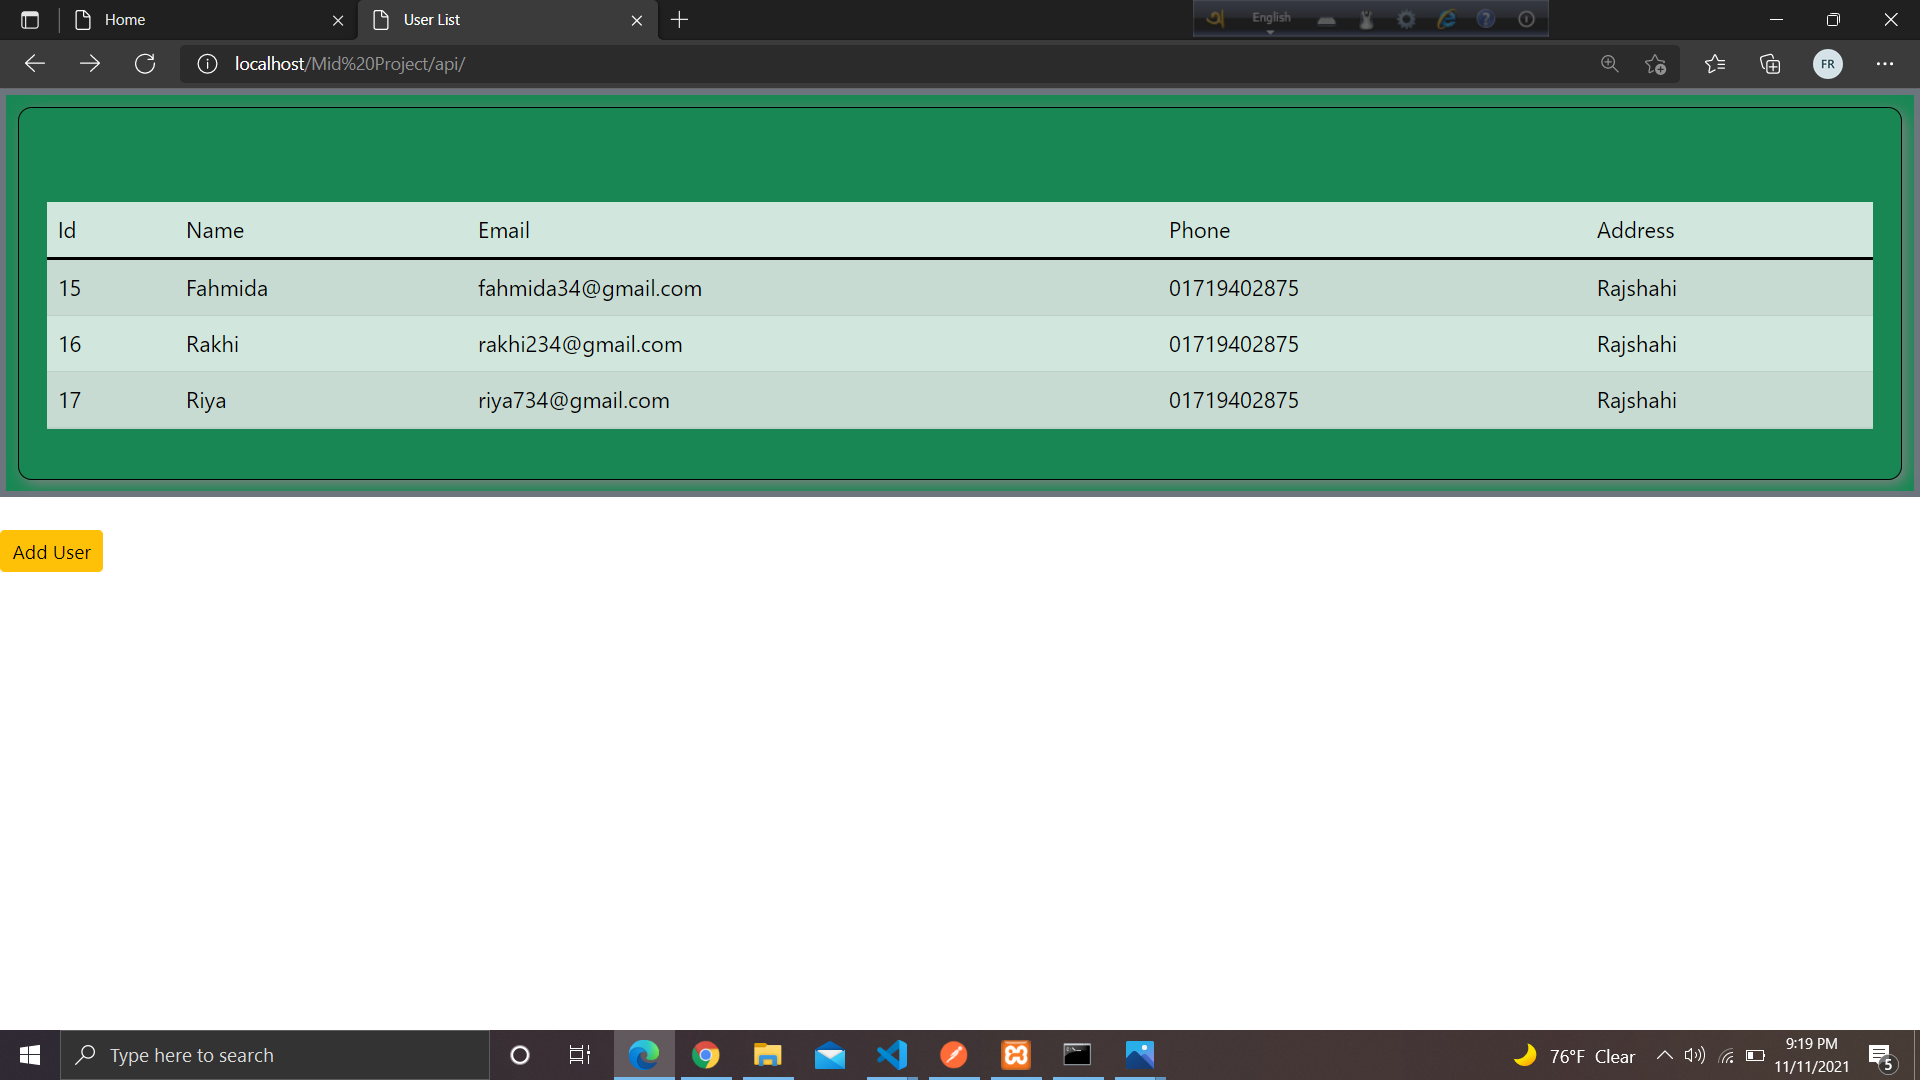 Home
User List
English
localhost/Mid%20Project/api/
FR
Id Name Email Phone Address
15 Fahmida fahmida34@gmail.com 01719402875 Rajshahi
16 Rakhi rakhi234@gmail.com 01719402875 Rajshahi
17 Riya riya734@gmail.com 01719402875 Rajshahi
Add User
Type here to search
76°F Clear
9:19 PM
11/11/2021
5